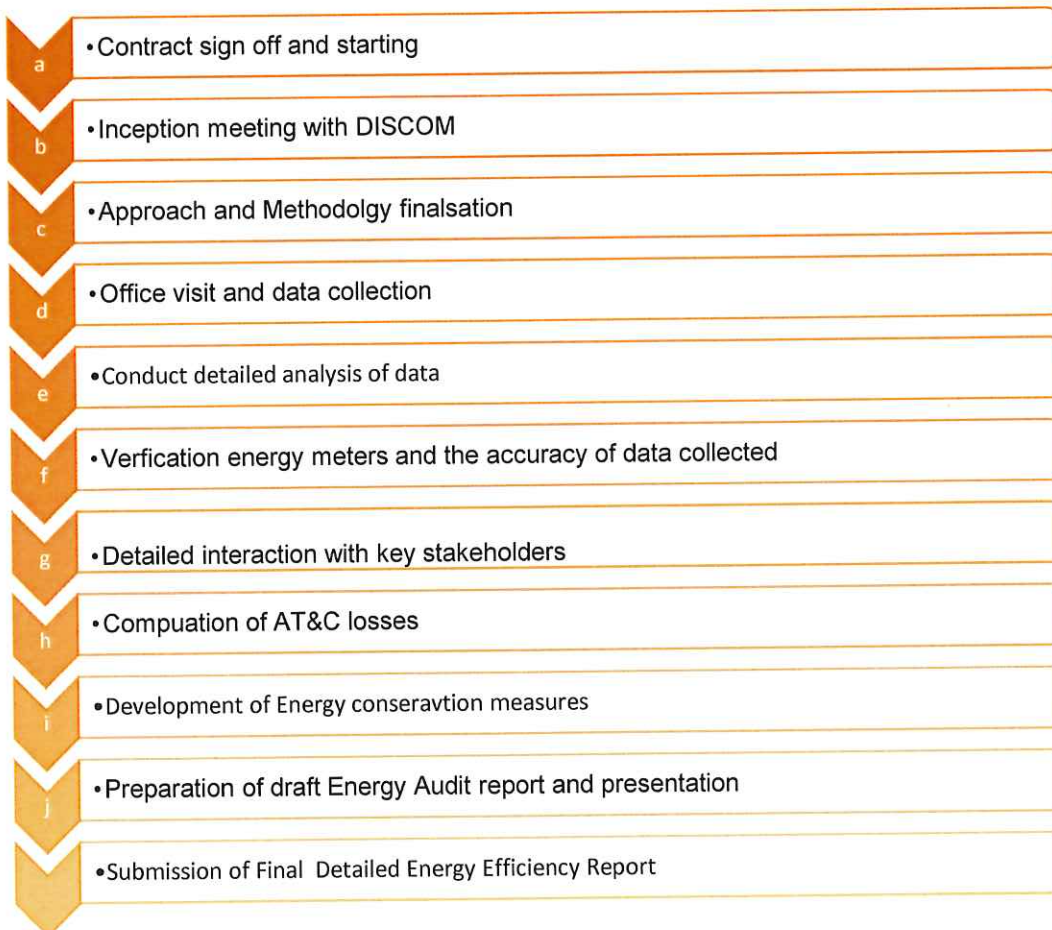 a
•Contract sign off and starting
b
•Inception meeting with DISCOM
c
•Approach and Methodolgy finalsation
d
•Office visit and data collection
e
•Conduct detailed analysis of data
f
•Verfication energy meters and the accuracy of data collected
g
•Detailed interaction with key stakeholders
h
•Compuation of AT&C losses
i
•Development of Energy conseravtion measures
j
•Preparation of draft Energy Audit report and presentation
•Submission of Final Detailed Energy Efficiency Report